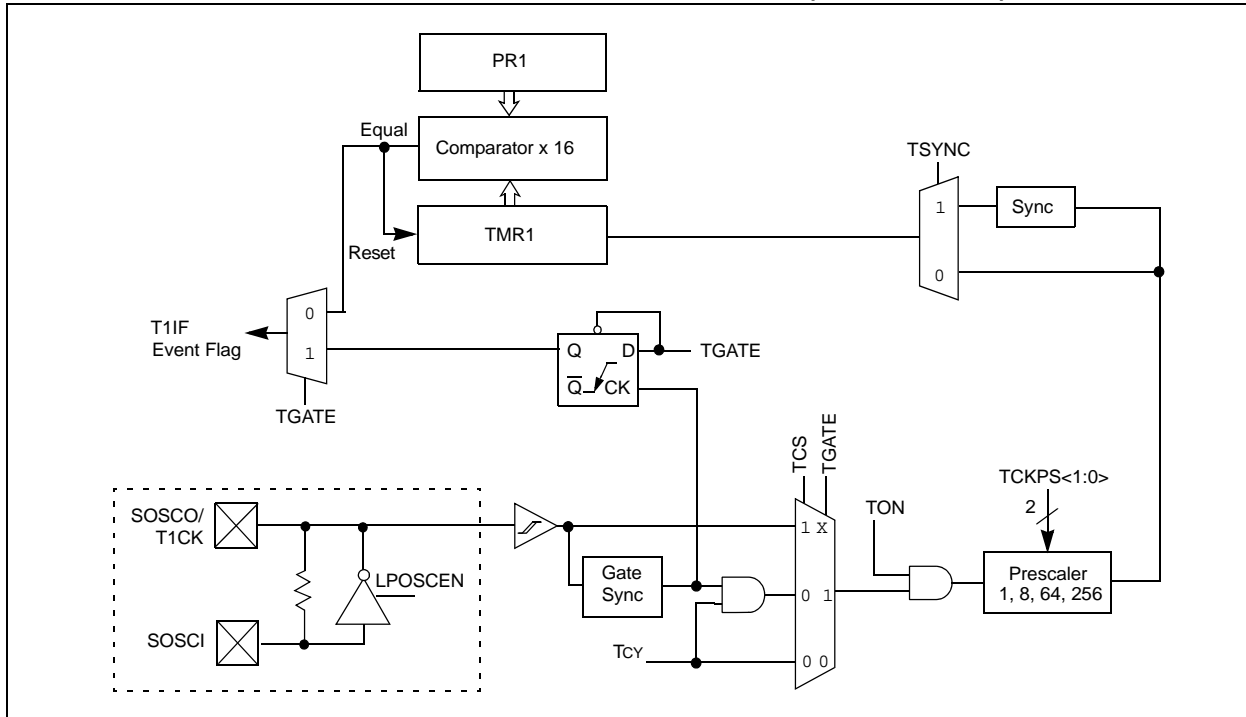 PR1
Equal
Comparator x 16
TSYNC
1
Sync
Reset
TMR1
0
0
T1IF
Event Flag
1
Q
D
TGATE
Q̅
CK
TGATE
TCS
TGATE
TCKPS<1:0>
SOSCO/
T1CK
2
TON
1 X
LPOSCEN
Gate
Sync
0 1
Prescaler
1, 8, 64, 256
SOSCI
TCY
0 0